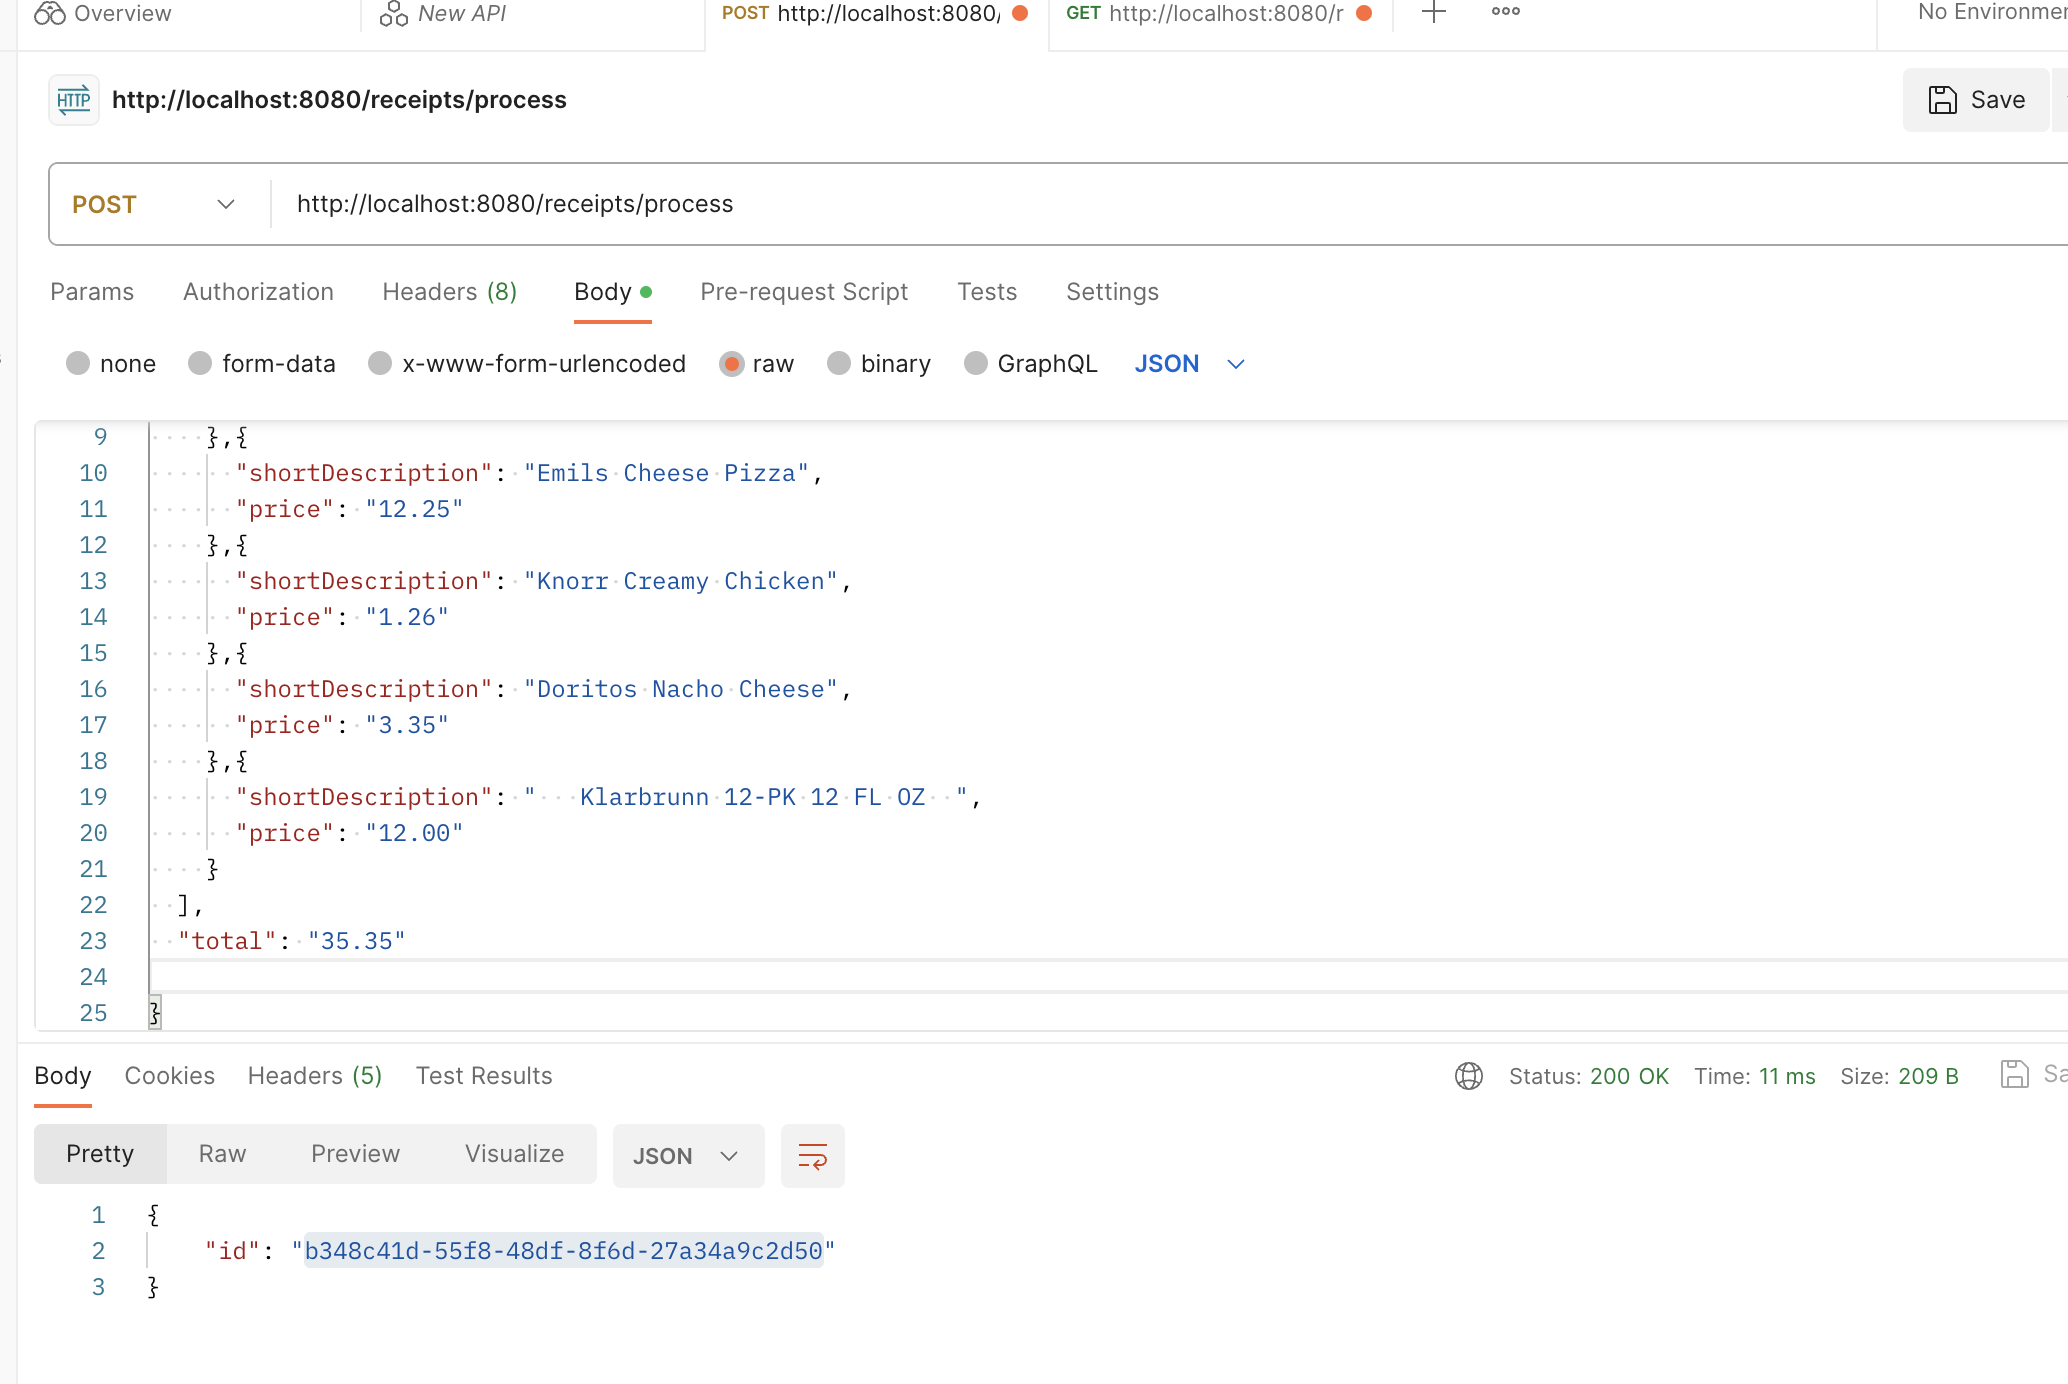 Overview
New API
POST http://localhost:8080/
GET http://localhost:8080/r
No Environmen
HTTP http://localhost:8080/receipts/process
Save
POST http://localhost:8080/receipts/process
Params Authorization Headers (8) Body Pre-request Script Tests Settings
none form-data x-www-form-urlencoded raw binary GraphQL JSON
9 },{
10 "shortDescription": "Emils Cheese Pizza",
11 "price": "12.25"
12 },{
13 "shortDescription": "Knorr Creamy Chicken",
14 "price": "1.26"
15 },{
16 "shortDescription": "Doritos Nacho Cheese",
17 "price": "3.35"
18 },{
19 "shortDescription": "   Klarbrunn 12-PK 12 FL OZ  ",
20 "price": "12.00"
21 }
22 ],
23 "total": "35.35"
24
25 }
Body Cookies Headers (5) Test Results Status: 200 OK Time: 11 ms Size: 209 B Sa
Pretty Raw Preview Visualize JSON
1 {
2 "id": "b348c41d-55f8-48df-8f6d-27a34a9c2d50"
3 }